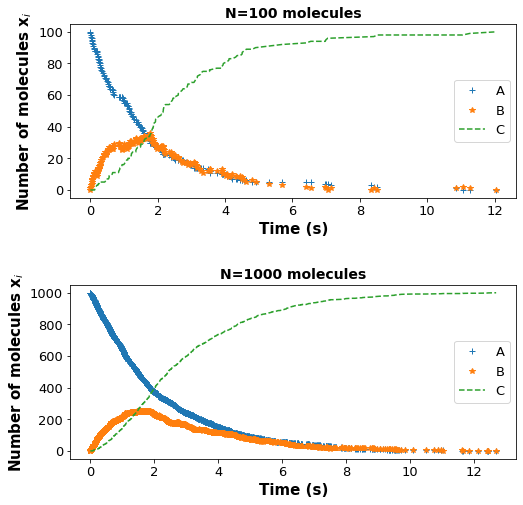 N=100 molecules
Number of molecules x_i
100
80
60
40
20
0
A
B
C
0 2 4 6 8 10 12
Time (s)
N=1000 molecules
Number of molecules x_i
1000
800
600
400
200
0
A
B
C
0 2 4 6 8 10 12
Time (s)